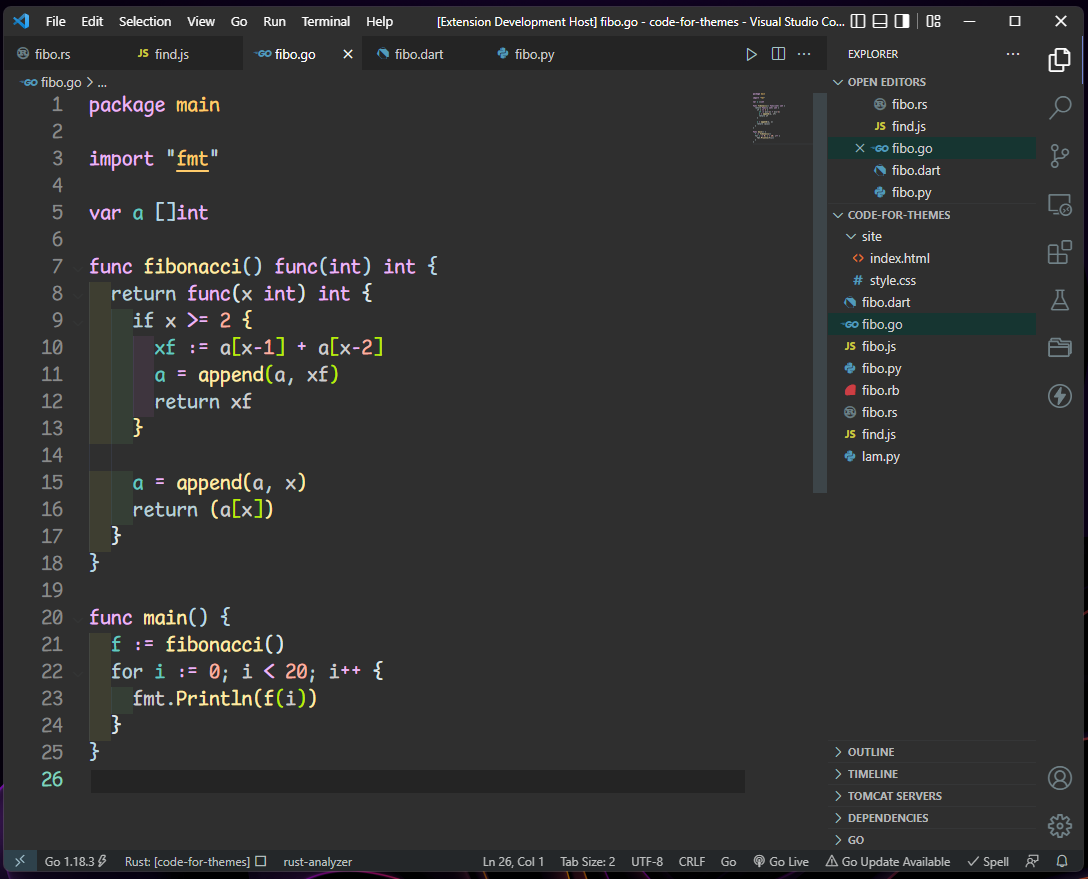 File Edit Selection View Go Run Terminal Help [Extension Development Host] fibo.go - code-for-themes - Visual Studio Co...
fibo.rs JS find.js GO fibo.go fibo.dart fibo.py
GO fibo.go > ...
1 package main
2
3 import "fmt"
4
5 var a []int
6
7 func fibonacci() func(int) int {
8 return func(x int) int {
9 if x >= 2 {
10 xf := a[x-1] + a[x-2]
11 a = append(a, xf)
12 return xf
13 }
14
15 a = append(a, x)
16 return (a[x])
17 }
18 }
19
20 func main() {
21 f := fibonacci()
22 for i := 0; i < 20; i++ {
23 fmt.Println(f(i))
24 }
25 }
26
EXPLORER
OPEN EDITORS
fibo.rs
JS find.js
GO fibo.go
fibo.dart
fibo.py
CODE-FOR-THEMES
site
<> index.html
# style.css
fibo.dart
GO fibo.go
JS fibo.js
fibo.py
fibo.rb
fibo.rs
JS find.js
lam.py
OUTLINE
TIMELINE
TOMCAT SERVERS
DEPENDENCIES
GO
Go 1.18.3 Rust: [code-for-themes] rust-analyzer Ln 26, Col 1 Tab Size: 2 UTF-8 CRLF Go Go Live Go Update Available Spell